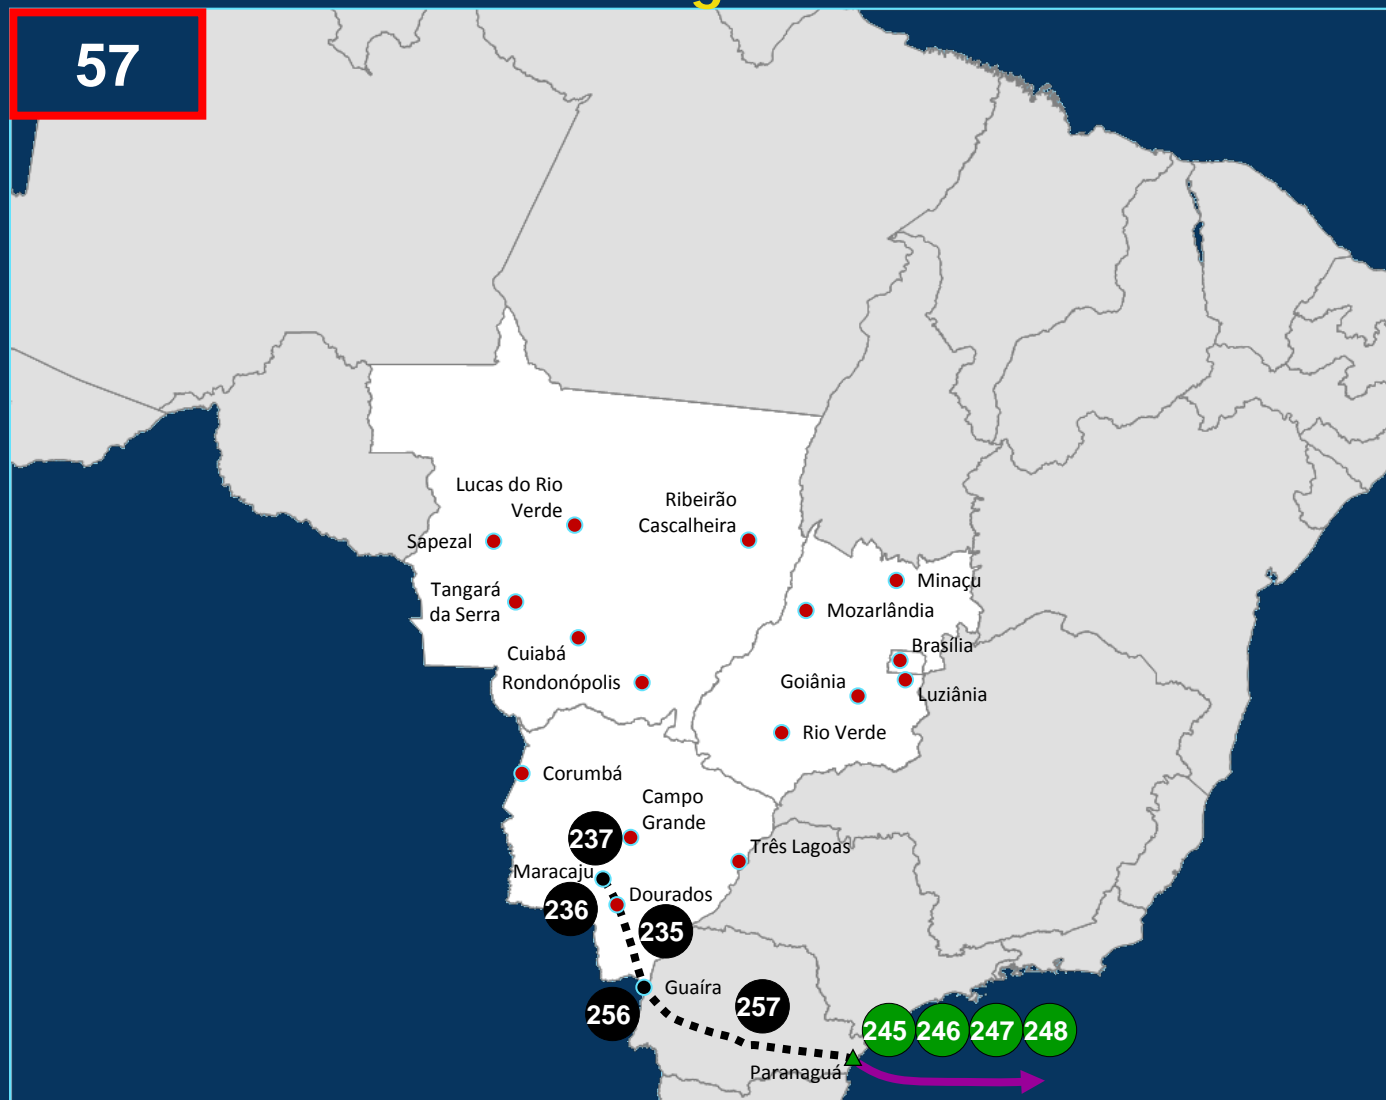 57
Lucas do Rio
Verde
Ribeirão
Cascalheira
Sapezal
Minaçu
Tangará
da Serra
Mozarlândia
Cuiabá
Brasília
Rondonópolis
Goiânia
Luziânia
Rio Verde
Corumbá
Campo
Grande
237
Três Lagoas
Maracaju
Dourados
236
235
Guaíra
256
257
245 246 247 248
Paranaguá